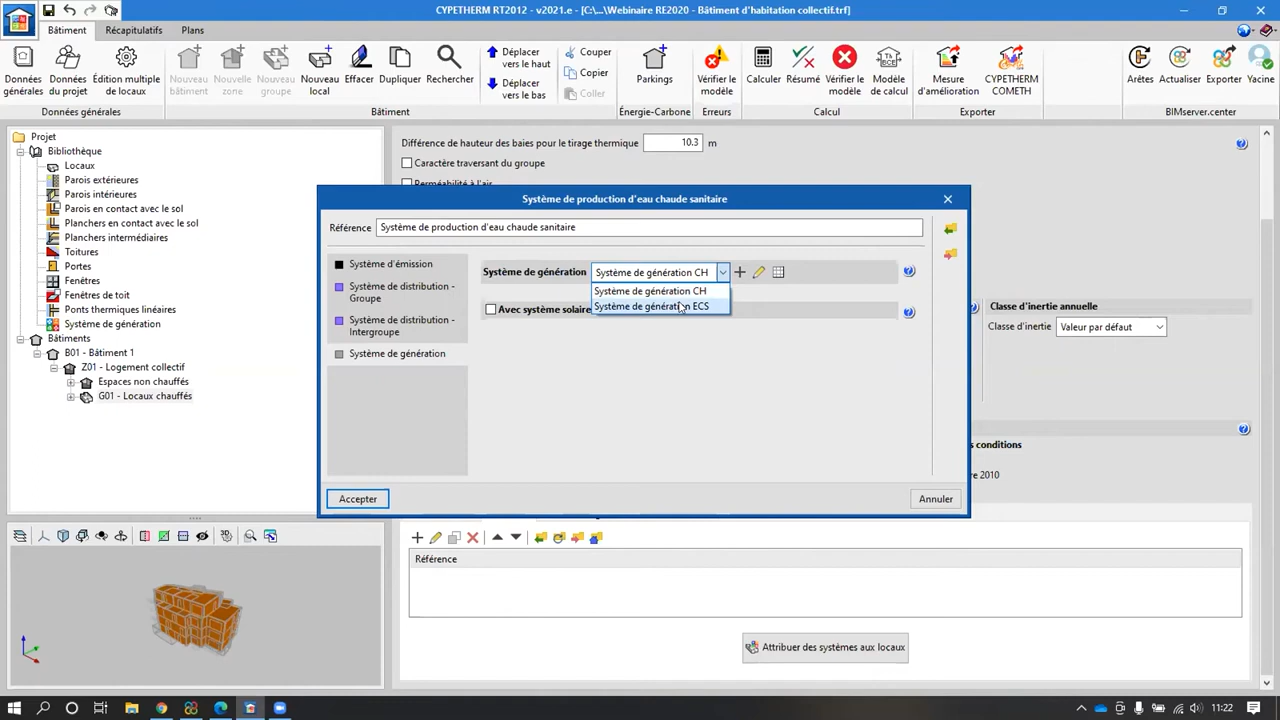 CYPETHERM RT2012 - v2021.e - [C:\...\Webinaire RE2020 - Bâtiment d'habitation collectif.trf]
Bâtiment Récapitulatifs Plans
Données générales
Données du projet
Édition multiple de locaux
Nouveau bâtiment
Nouvelle zone
Nouveau groupe
Nouveau local
Effacer
Dupliquer
Rechercher
Déplacer vers le haut
Déplacer vers le bas
Couper
Copier
Coller
Parkings
Vérifier le modèle
Calculer
Résumé
Vérifier le modèle
Modèle de calcul
Mesure d'amélioration
CYPETHERM COMETH
Arêtes
Actualiser
Exporter
Yacine
Données générales Bâtiment Énergie-Carbone Erreurs Calcul Exporter BIMserver.center
Projet
Bibliothèque
Locaux
Parois extérieures
Parois intérieures
Parois en contact avec le sol
Planchers en contact avec le sol
Planchers intermédiaires
Toitures
Portes
Fenêtres
Fenêtres de toit
Ponts thermiques linéaires
Système de génération
Bâtiments
B01 - Bâtiment 1
Z01 - Logement collectif
Espaces non chauffés
G01 - Locaux chauffés
Différence de hauteur des baies pour le tirage thermique 10.3 m
Caractère traversant du groupe
Perméabilité à l'air
Système de production d'eau chaude sanitaire
Référence Système de production d'eau chaude sanitaire
Système d'émission
Système de distribution - Groupe
Système de distribution - Intergroupe
Système de génération
Système de génération Système de génération CH
Système de génération CH
Système de génération ECS
Avec système solaire
Accepter Annuler
Classe d'inertie annuelle
Classe d'inertie Valeur par défaut
s conditions
re 2010
Référence
Attribuer des systèmes aux locaux
11:22